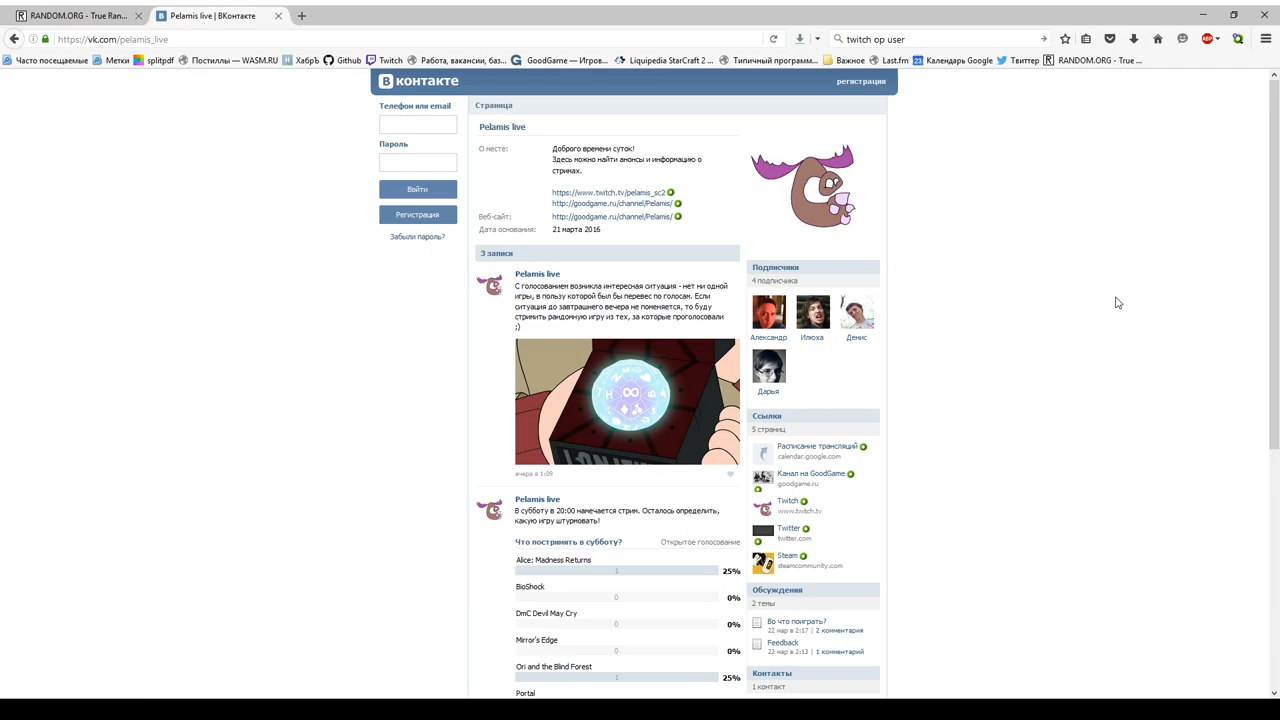 RANDOM.ORG - True Ran...
Pelamis live | ВКонтакте
https://vk.com/pelamis_live
twitch op user
Часто посещаемые
Метки
splitpdf
Постиллы — WASM.RU
ХабрЪ
Github
Twitch
Работа, вакансии, баз...
GoodGame — Игров...
Liquipedia StarCraft 2 ...
Типичный программ...
Важное
Last.fm
Календарь Google
Твиттер
RANDOM.ORG - True ...
В контакте
регистрация
Телефон или email
Пароль
Войти
Регистрация
Забыли пароль?
Страница
Pelamis live
О месте:
Доброго времени суток!
Здесь можно найти анонсы и информацию о
стримах.
https://www.twitch.tv/pelamis_sc2
http://goodgame.ru/channel/Pelamis/
Веб-сайт:
http://goodgame.ru/channel/Pelamis/
Дата основания:
21 марта 2016
3 записи
Pelamis live
С голосованием возникла интересная ситуация - нет ни одной
игры, в пользу которой был бы перевес по голосам. Если
ситуация до завтрашнего вечера не поменяется, то буду
стримить рандомную игру из тех, за которые проголосовали
;)
вчера в 1:09
Pelamis live
В субботу в 20:00 намечается стрим. Осталось определить,
какую игру штурмовать!
Что постримить в субботу?
Открытое голосование
Alice: Madness Returns
1
25%
BioShock
0
0%
DmC Devil May Cry
0
0%
Mirror's Edge
0
0%
Ori and the Blind Forest
1
25%
Portal
Подписчики
4 подписчика
Александр
Илюха
Денис
Дарья
Ссылки
5 страниц
Расписание трансляций
calendar.google.com
Канал на GoodGame
goodgame.ru
Twitch
www.twitch.tv
Twitter
twitter.com
Steam
steamcommunity.com
Обсуждения
2 темы
Во что поиграть?
22 мар в 2:17 | 2 комментария
Feedback
22 мар в 2:13 | 1 комментарий
Контакты
1 контакт